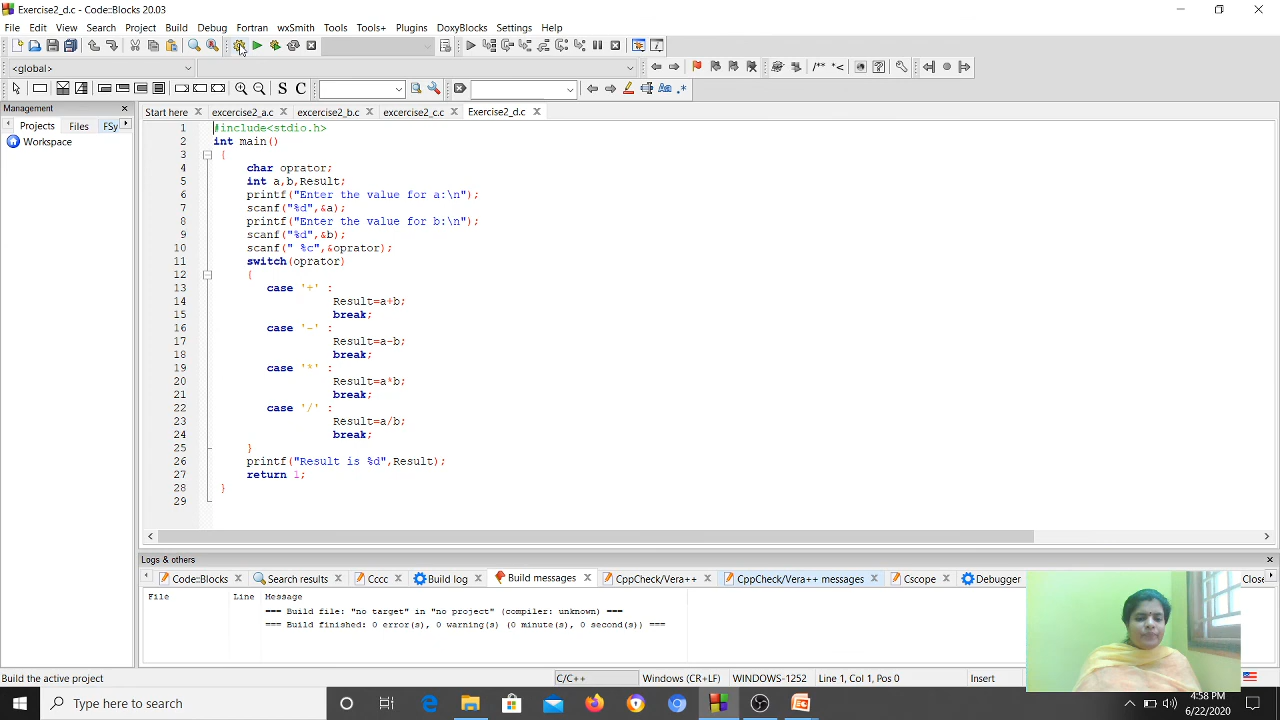 Exercise2_d.c - Code::Blocks 20.03
File Edit View Search Project Build Debug Fortran wxSmith Tools Tools+ Plugins DoxyBlocks Settings Help
<global>
/** *<
S C
Aa .*
Management
Start here excercise2_a.c excercise2_b.c excercise2_c.c Exercise2_d.c
Projects Files FSy
Workspace
1 #include<stdio.h>
2 int main()
3 {
4 char oprator;
5 int a,b,Result;
6 printf("Enter the value for a:\n");
7 scanf("%d",&a);
8 printf("Enter the value for b:\n");
9 scanf("%d",&b);
10 scanf(" %c",&oprator);
11 switch(oprator)
12 {
13 case '+' :
14 Result=a+b;
15 break;
16 case '-' :
17 Result=a-b;
18 break;
19 case '*' :
20 Result=a*b;
21 break;
22 case '/' :
23 Result=a/b;
24 break;
25 }
26 printf("Result is %d",Result);
27 return 1;
28 }
29
Logs & others
Code::Blocks Search results Cccc Build log Build messages CppCheck/Vera++ CppCheck/Vera++ messages Cscope Debugger Close
File Line Message
=== Build file: "no target" in "no project" (compiler: unknown) ===
=== Build finished: 0 error(s), 0 warning(s) (0 minute(s), 0 second(s)) ===
Build the active project C/C++ Windows (CR+LF) WINDOWS-1252 Line 1, Col 1, Pos 0 Insert
Type here to search
4:58 PM
6/22/2020